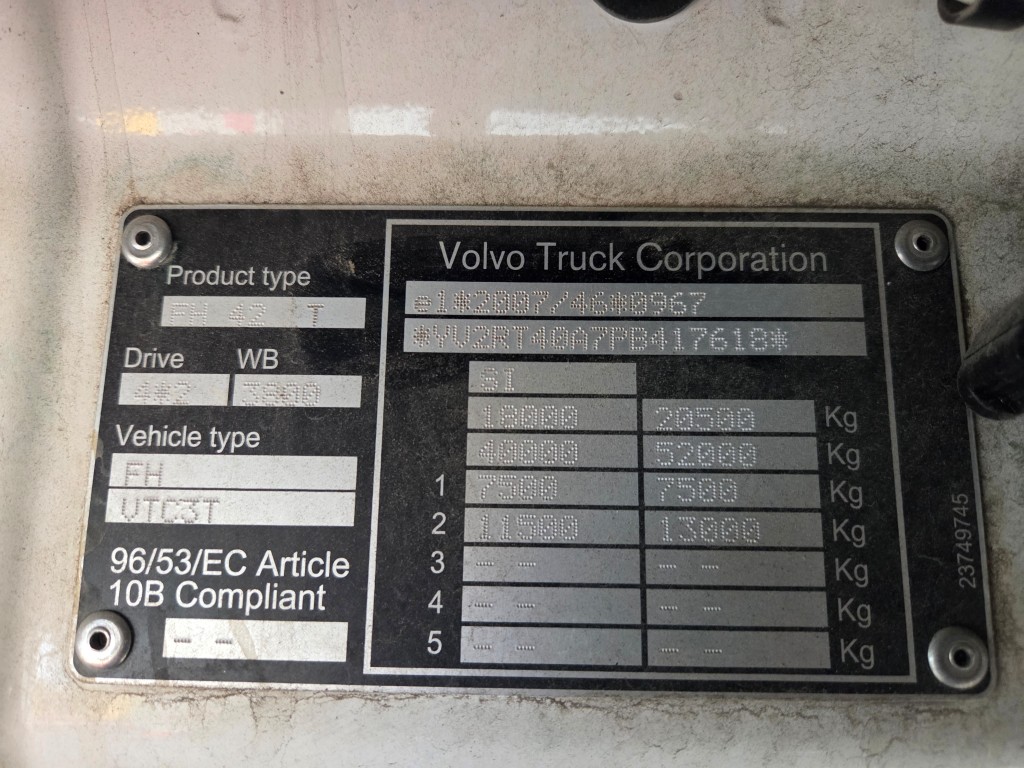 Product type
FH 42 T
Drive WB
4*2 3800
Vehicle type
FH
VTC3T
96/53/EC Article
10B Compliant
-- --
Volvo Truck Corporation
e1*2007/46*0967
*YV2RT40A7PB417618*
SI
18000 20500 Kg
40000 52000 Kg
1 7500 7500 Kg
2 11500 13000 Kg
3 -- -- -- -- Kg
4 -- -- -- -- Kg
5 -- -- -- -- Kg
23749745